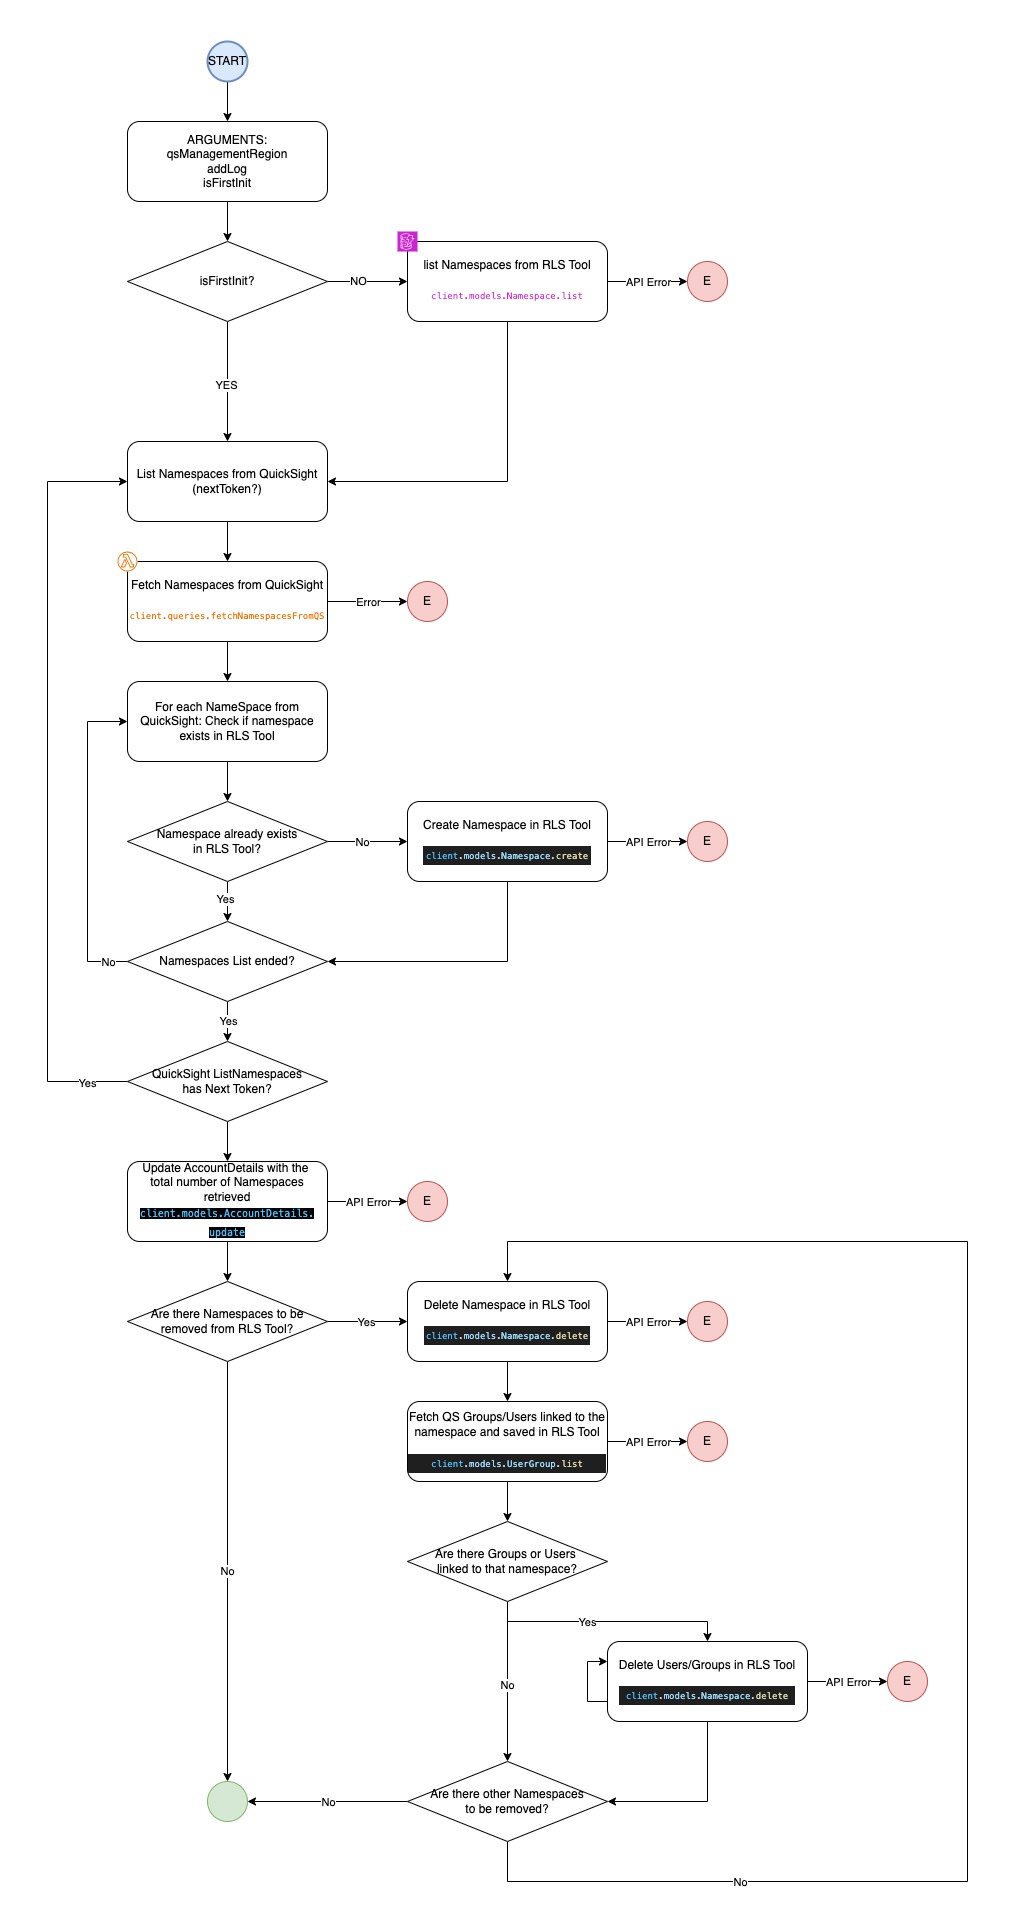 START
ARGUMENTS:
qsManagementRegion
addLog
isFirstInit
isFirstInit?
NO
list Namespaces from RLS Tool
client.models.Namespace.list
API Error
E
YES
List Namespaces from QuickSight
(nextToken?)
Fetch Namespaces from QuickSight
client.queries.fetchNamespacesFromQS
Error
E
For each NameSpace from
QuickSight: Check if namespace
exists in RLS Tool
Namespace already exists
in RLS Tool?
No
Create Namespace in RLS Tool
client.models.Namespace.create
API Error
E
Yes
Namespaces List ended?
No
Yes
QuickSight ListNamespaces
has Next Token?
Yes
Update AccountDetails with the
total number of Namespaces
retrieved
client.models.AccountDetails.
update
API Error
E
Are there Namespaces to be
removed from RLS Tool?
Yes
Delete Namespace in RLS Tool
client.models.Namespace.delete
API Error
E
Fetch QS Groups/Users linked to the
namespace and saved in RLS Tool
client.models.UserGroup.list
API Error
E
Are there Groups or Users
linked to that namespace?
No
Yes
Delete Users/Groups in RLS Tool
client.models.Namespace.delete
API Error
E
No
Are there other Namespaces
to be removed?
No
No